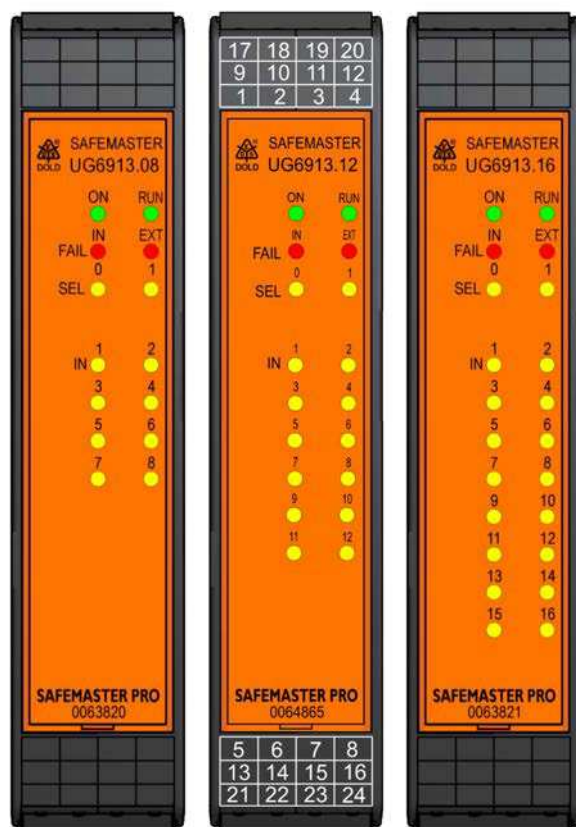 17 18 19 20
9 10 11 12
1 2 3 4
DOLD
SAFEMASTER
UG6913.08
ON RUN
IN EXT
FAIL
0 1
SEL
1 2
IN
3 4
5 6
7 8
SAFEMASTER PRO
0063820
DOLD
SAFEMASTER
UG6913.12
ON RUN
IN EXT
FAIL
0 1
SEL
1 2
IN
3 4
5 6
7 8
9 10
11 12
SAFEMASTER PRO
0064865
5 6 7 8
13 14 15 16
21 22 23 24
DOLD
SAFEMASTER
UG6913.16
ON RUN
IN EXT
FAIL
0 1
SEL
1 2
IN
3 4
5 6
7 8
9 10
11 12
13 14
15 16
SAFEMASTER PRO
0063821